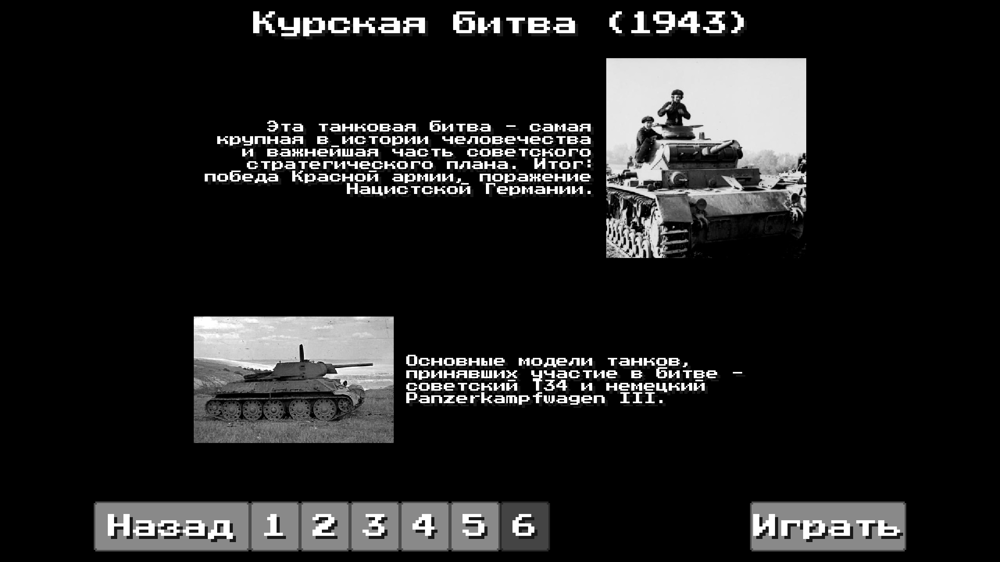 Курская битва (1943)
Эта танковая битва - самая
крупная в истории человечества
и важнейшая часть советского
стратегического плана. Итог:
победа Красной армии, поражение
Нацистской Германии.
Основные модели танков,
принявших участие в битве -
советский Т34 и немецкий
Panzerkampfwagen III.
Назад 1 2 3 4 5 6 Играть